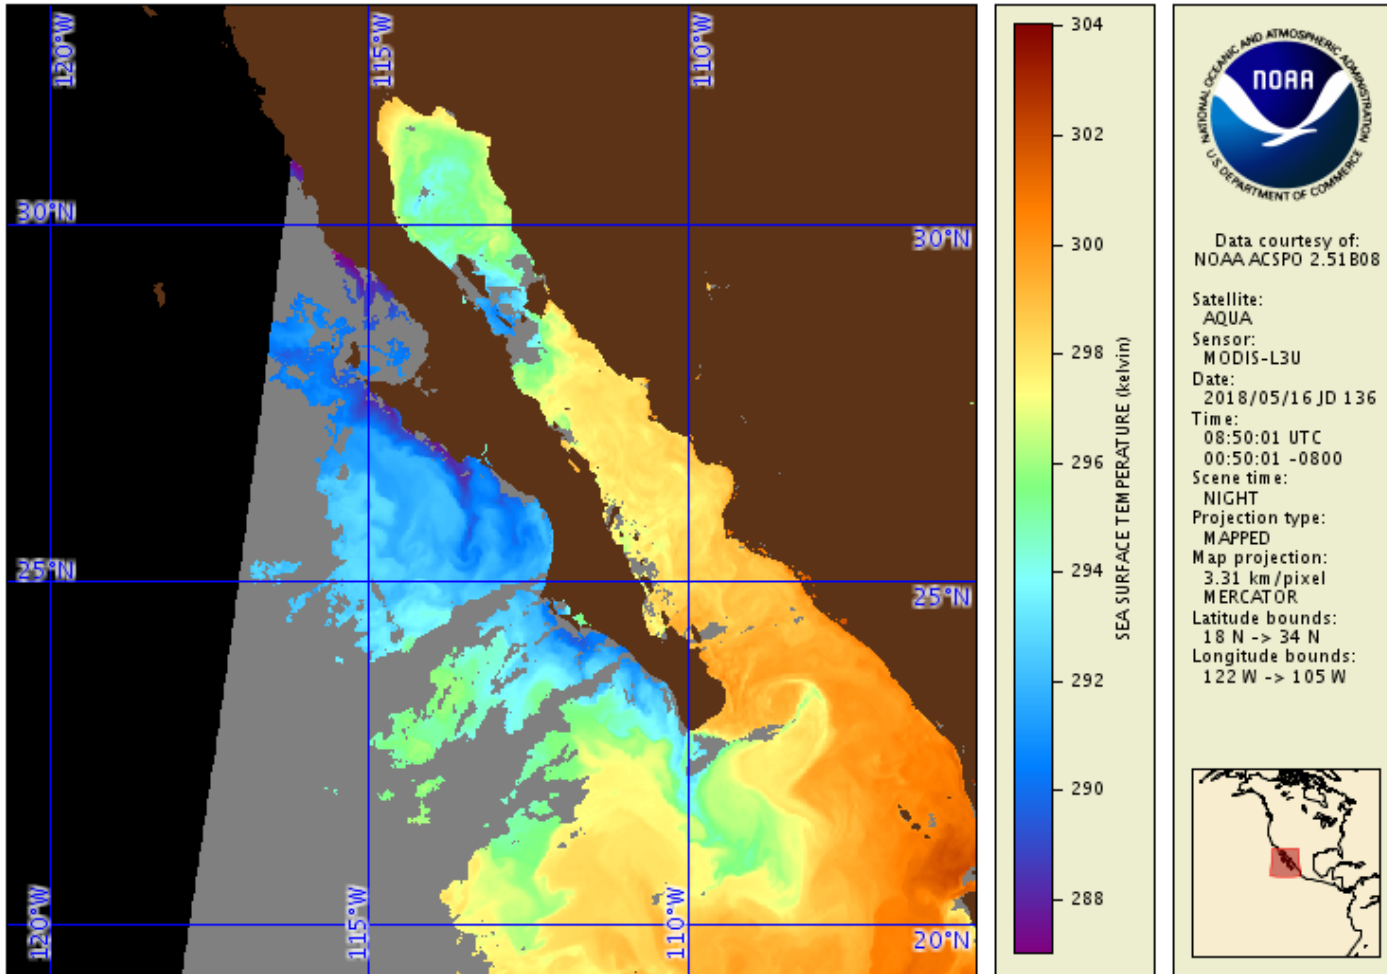 120°W
115°W
110°W
30°N
30°N
25°N
25°N
120°W
115°W
110°W
20°N
304
302
300
298
296
294
292
290
288
SEA SURFACE TEMPERATURE (kelvin)
NATIONAL OCEANIC AND ATMOSPHERIC ADMINISTRATION
NOAA
U.S. DEPARTMENT OF COMMERCE
Data courtesy of:
NOAA ACSPO 2.51B08
Satellite:
AQUA
Sensor:
MODIS-L3U
Date:
2018/05/16 JD 136
Time:
08:50:01 UTC
00:50:01 -0800
Scene time:
NIGHT
Projection type:
MAPPED
Map projection:
3.31 km/pixel
MERCATOR
Latitude bounds:
18 N -> 34 N
Longitude bounds:
122 W -> 105 W